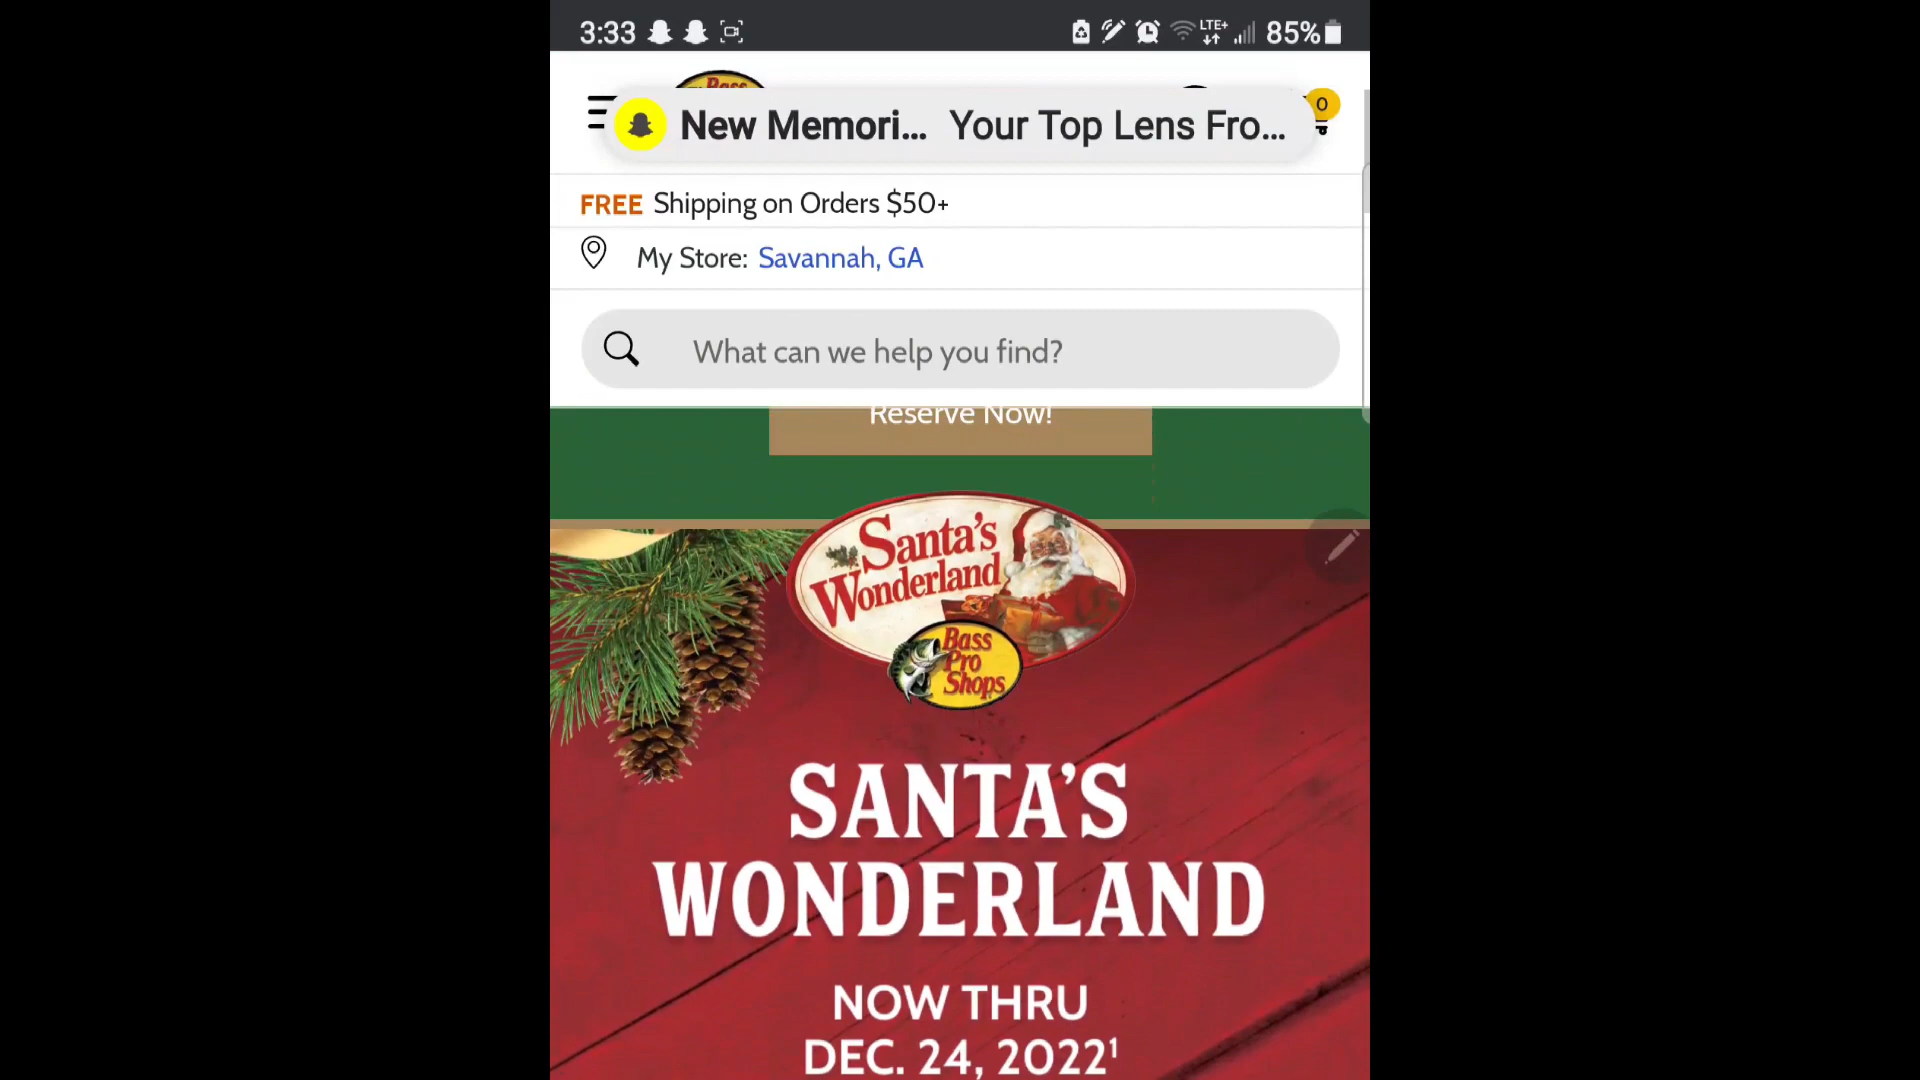 3:33
LTE+
85%
Bass
0
New Memori... Your Top Lens Fro...
FREE Shipping on Orders $50+
My Store: Savannah, GA
What can we help you find?
Reserve Now!
Santa's
Wonderland
Bass
Pro
Shops
SANTA'S
WONDERLAND
NOW THRU
DEC. 24, 2022¹